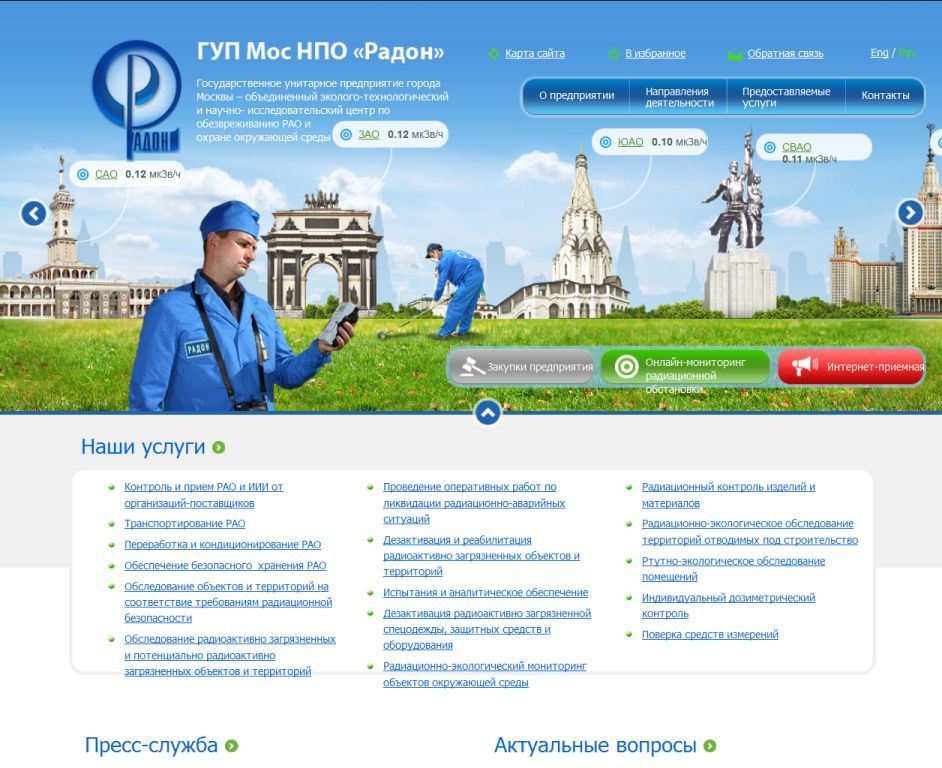 ГУП Мос НПО «Радон»
Карта сайта
В избранное
Обратная связь
Eng / Рус
Государственное унитарное предприятие города
Москвы – объединенный эколого-технологический
и научно- исследовательский центр по
обезвреживанию РАО и
охране окружающей среды
О предприятии
Направления
деятельности
Предоставляемые
услуги
Контакты
РАДОН
ЗАО 0.12 мкЗв/ч
ЮАО 0.10 мкЗв/ч
СВАО
0.11 мкЗв/ч
САО 0.12 мкЗв/ч
РАДОН
Закупки предприятия
Онлайн-мониторинг
радиационной
обстановки
Интернет-приемная
Наши услуги
Контроль и прием РАО и ИИИ от
организаций-поставщиков
Транспортирование РАО
Переработка и кондиционирование РАО
Обеспечение безопасного хранения РАО
Обследование объектов и территорий на
соответствие требованиям радиационной
безопасности
Обследование радиоактивно загрязненных
и потенциально радиоактивно
загрязненных объектов и территорий
Проведение оперативных работ по
ликвидации радиационно-аварийных
ситуаций
Дезактивация и реабилитация
радиоактивно загрязненных объектов и
территорий
Испытания и аналитическое обеспечение
Дезактивация радиоактивно загрязненной
спецодежды, защитных средств и
оборудования
Радиационно-экологический мониторинг
объектов окружающей среды
Радиационный контроль изделий и
материалов
Радиационно-экологическое обследование
территорий отводимых под строительство
Ртутно-экологическое обследование
помещений
Индивидуальный дозиметрический
контроль
Поверка средств измерений
Пресс-служба
Актуальные вопросы